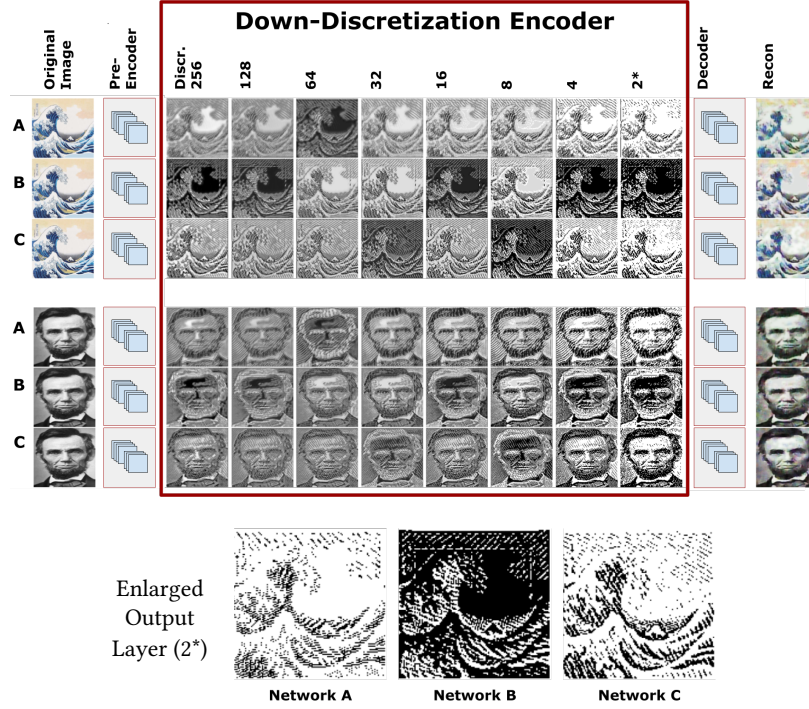 Down-Discretization Encoder
Original
Image
Pre-
Encoder
Discr.
256
128
64
32
16
8
4
2*
Decoder
Recon
A
B
C
A
B
C
Enlarged
Output
Layer (2*)
Network A
Network B
Network C